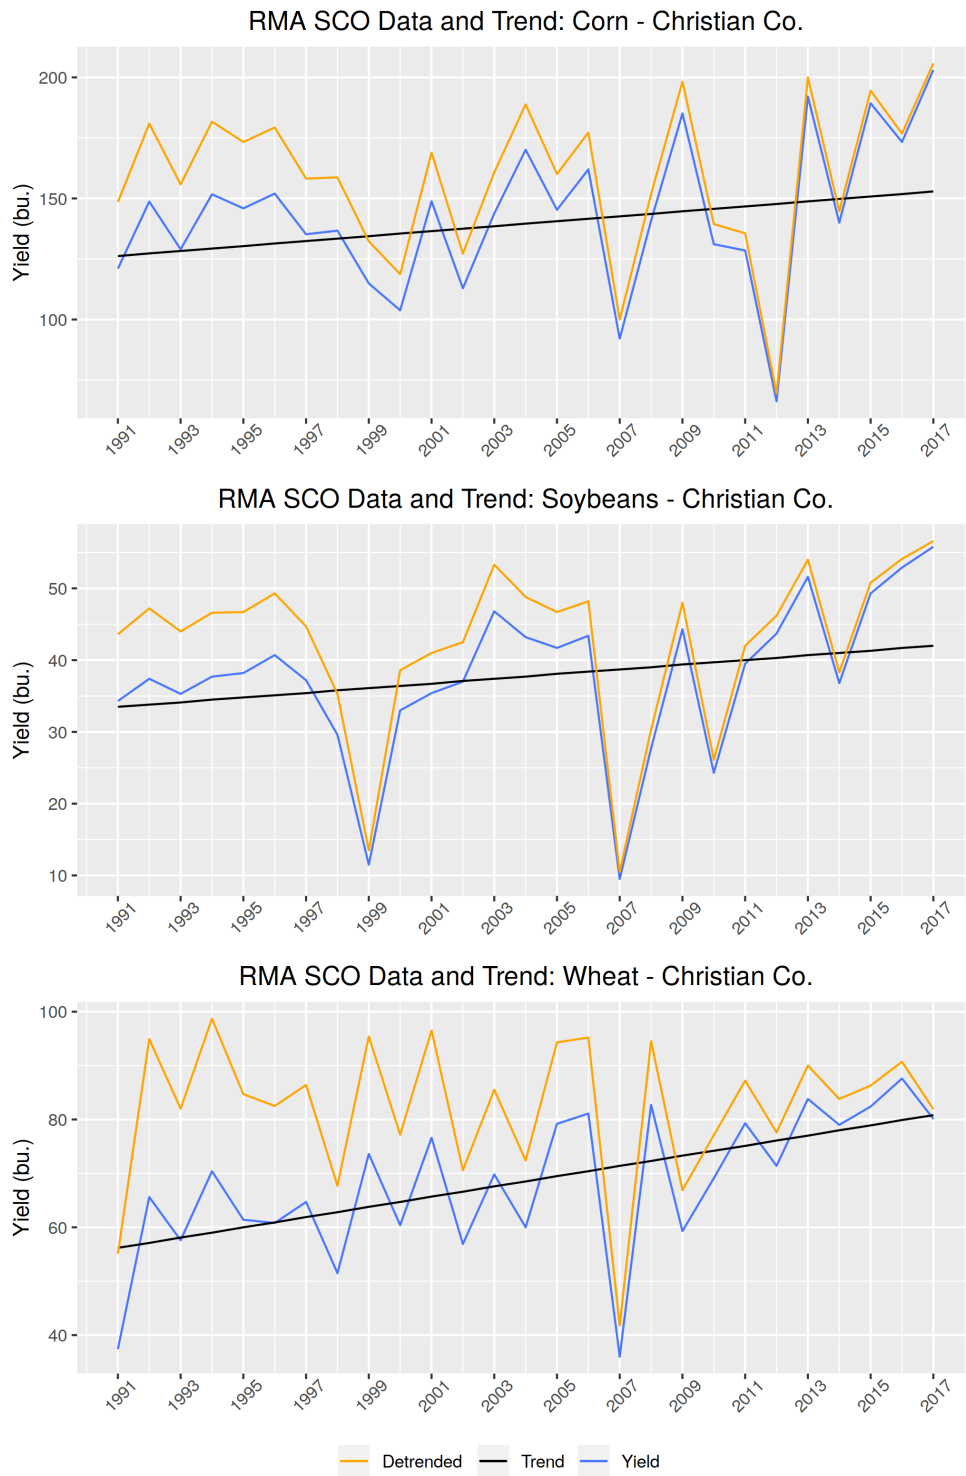 RMA SCO Data and Trend: Corn - Christian Co.
Yield (bu.)
200
150
100
1991 1993 1995 1997 1999 2001 2003 2005 2007 2009 2011 2013 2015 2017
RMA SCO Data and Trend: Soybeans - Christian Co.
Yield (bu.)
50
40
30
20
10
1991 1993 1995 1997 1999 2001 2003 2005 2007 2009 2011 2013 2015 2017
RMA SCO Data and Trend: Wheat - Christian Co.
Yield (bu.)
100
80
60
40
1991 1993 1995 1997 1999 2001 2003 2005 2007 2009 2011 2013 2015 2017
Detrended Trend Yield